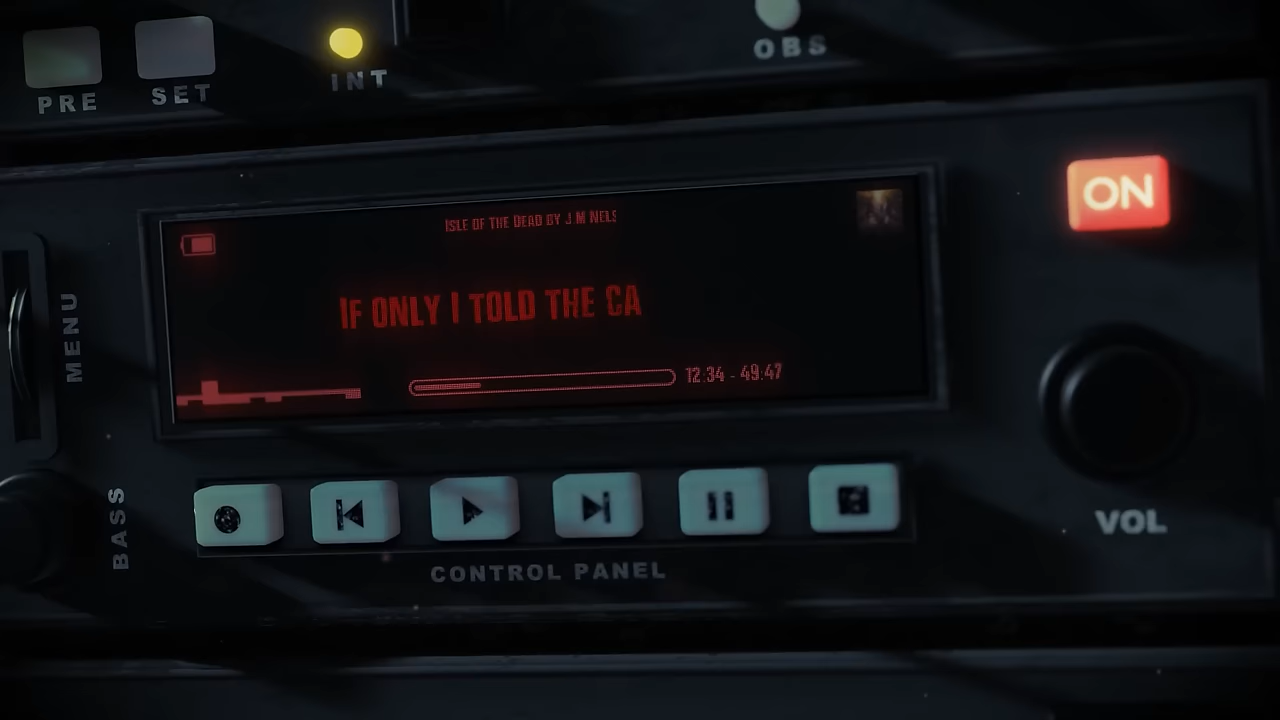 PRE
SET
INT
OBS
ON
ISLE OF THE DEAD BY J M NELS
IF ONLY I TOLD THE CA
12:34 - 49:47
MENU
BASS
VOL
CONTROL PANEL